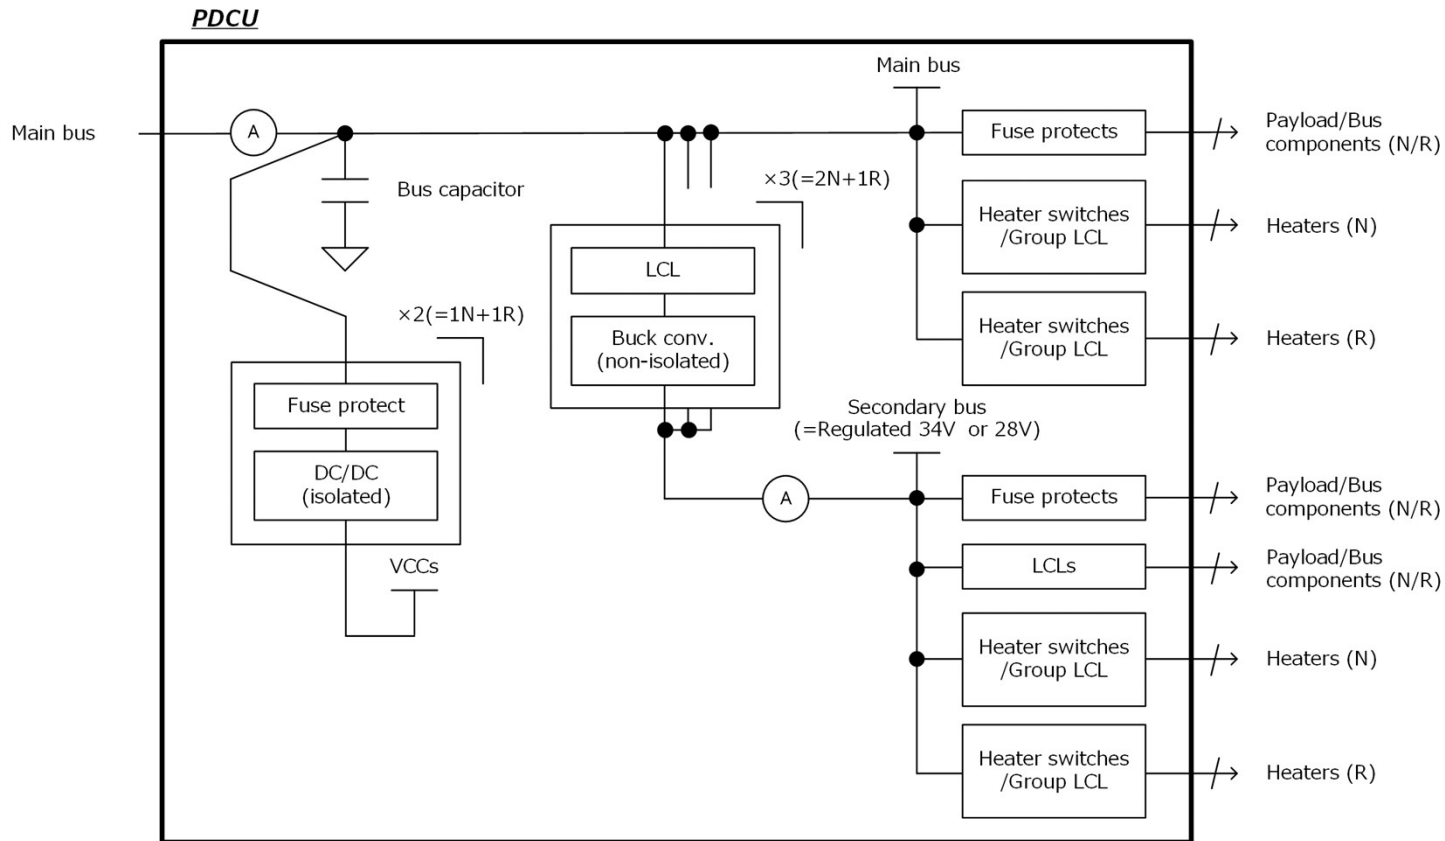 PDCU
Main bus
Main bus
A
Fuse protects
Payload/Bus
components (N/R)
×3(=2N+1R)
Bus capacitor
Heater switches
/Group LCL
Heaters (N)
LCL
×2(=1N+1R)
Buck conv.
(non-isolated)
Heater switches
/Group LCL
Heaters (R)
Fuse protect
Secondary bus
(=Regulated 34V or 28V)
DC/DC
(isolated)
A
Fuse protects
Payload/Bus
components (N/R)
VCCs
LCLs
Payload/Bus
components (N/R)
Heater switches
/Group LCL
Heaters (N)
Heater switches
/Group LCL
Heaters (R)